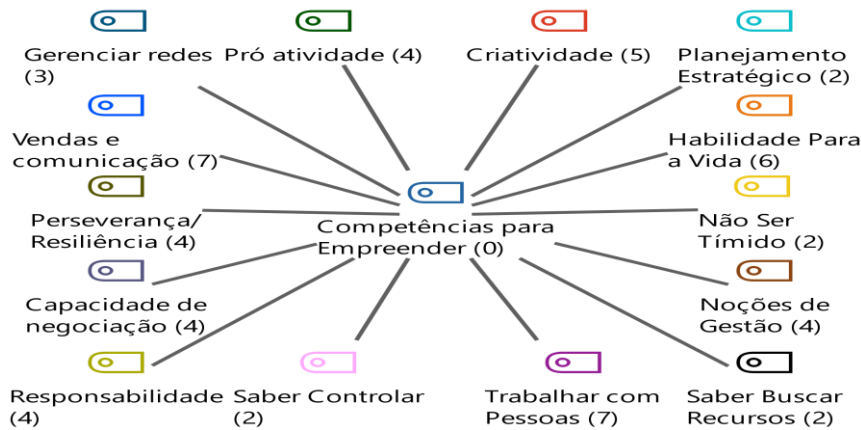 Gerenciar redes
(3)
Pró atividade (4)
Criatividade (5)
Planejamento
Estratégico (2)
Vendas e
comunicação (7)
Habilidade Para
a Vida (6)
Perseverança/
Resiliência (4)
Competências para
Empreender (0)
Não Ser
Tímido (2)
Capacidade de
negociação (4)
Noções de
Gestão (4)
Responsabilidade
(4)
Saber Controlar
(2)
Trabalhar com
Pessoas (7)
Saber Buscar
Recursos (2)